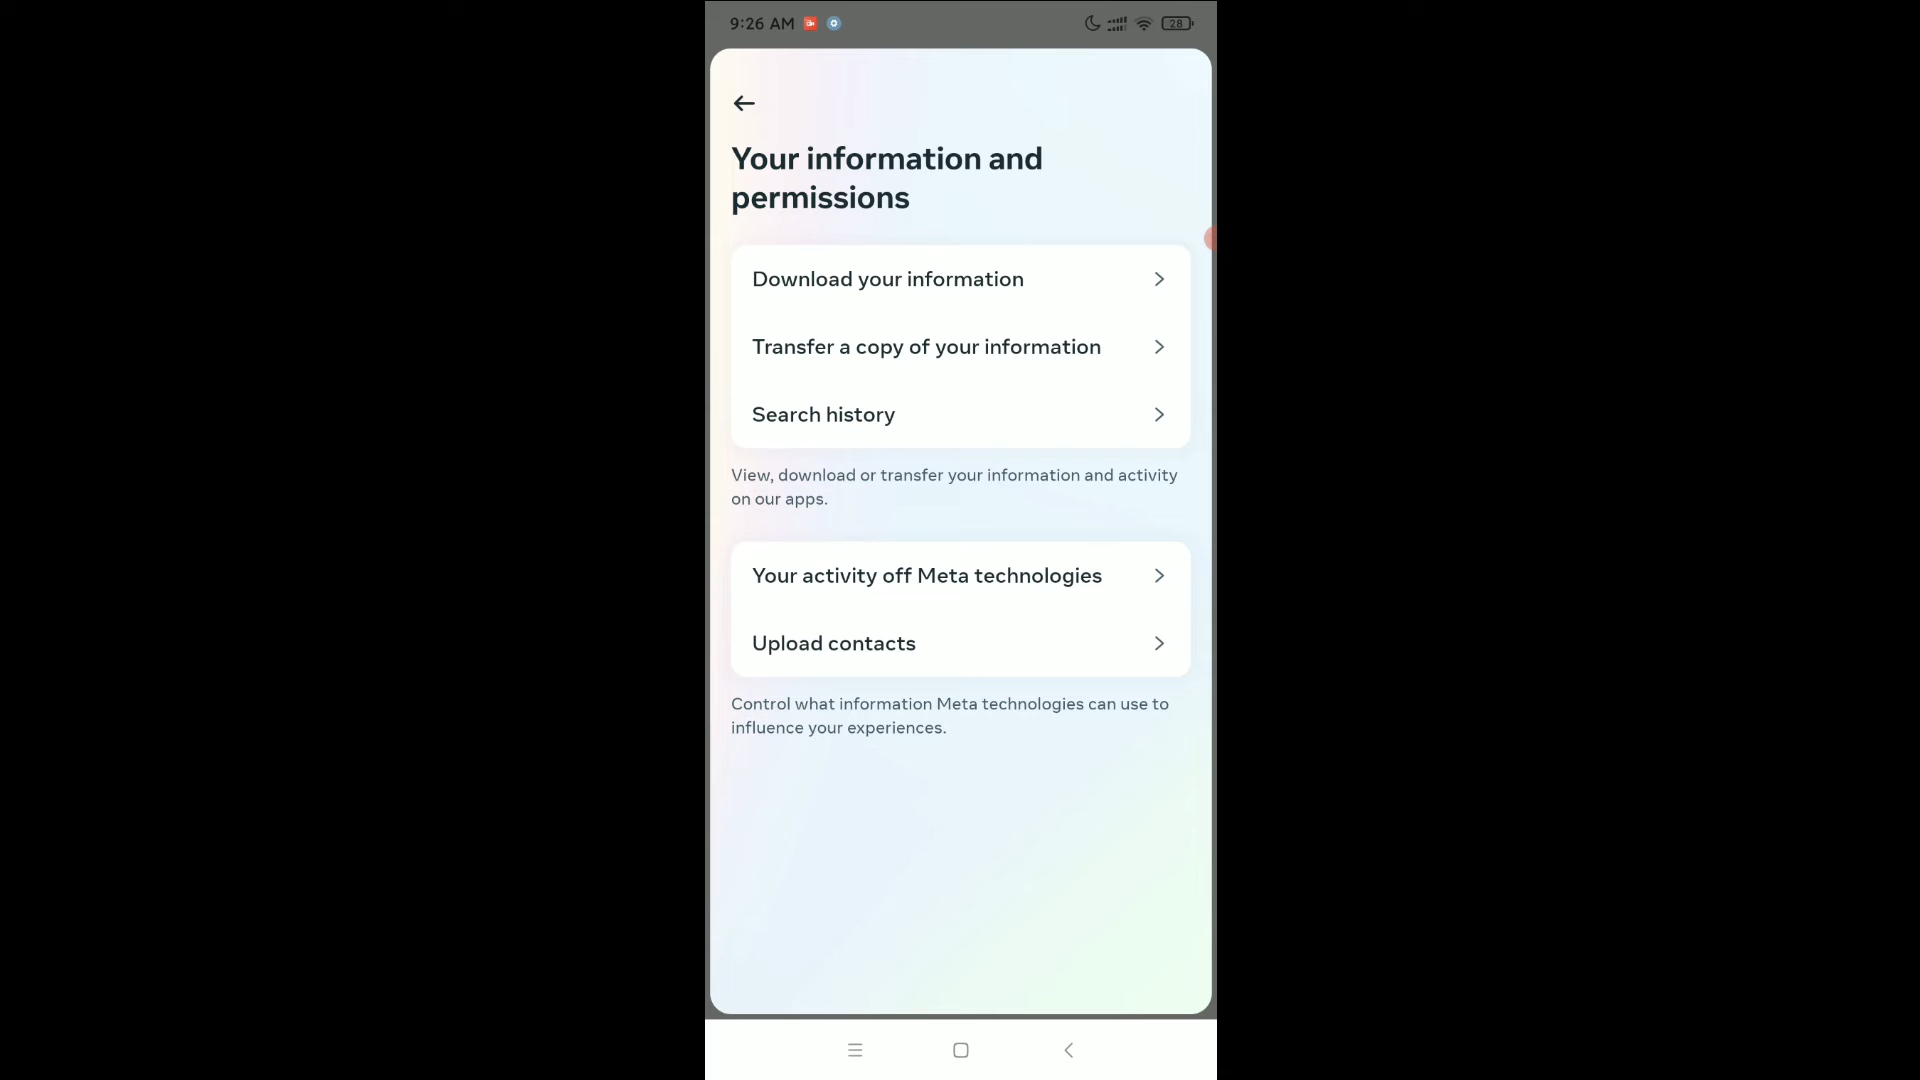 9:26 AM 28
Your information and
permissions
Download your information
Transfer a copy of your information
Search history
View, download or transfer your information and activity
on our apps.
Your activity off Meta technologies
Upload contacts
Control what information Meta technologies can use to
influence your experiences.